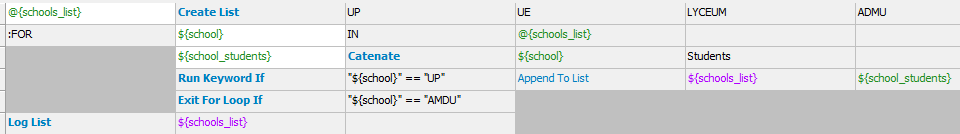 @{schools_list} Create List UP UE LYCEUM ADMU
:FOR ${school} IN @{schools_list}
${school_students} Catenate ${school} Students
Run Keyword If "${school}" == "UP" Append To List ${schools_list} ${school_students}
Exit For Loop If "${school}" == "AMDU"
Log List ${schools_list}